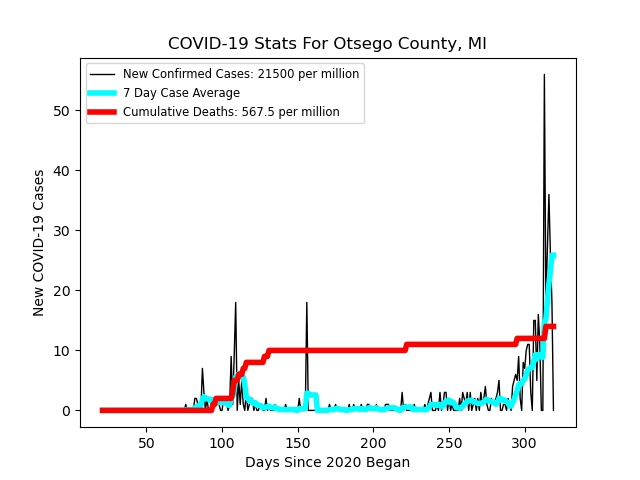 COVID-19 Stats For Otsego County, MI
New Confirmed Cases: 21500 per million
7 Day Case Average
Cumulative Deaths: 567.5 per million
New COVID-19 Cases
50
40
30
20
10
0
50 100 150 200 250 300
Days Since 2020 Began